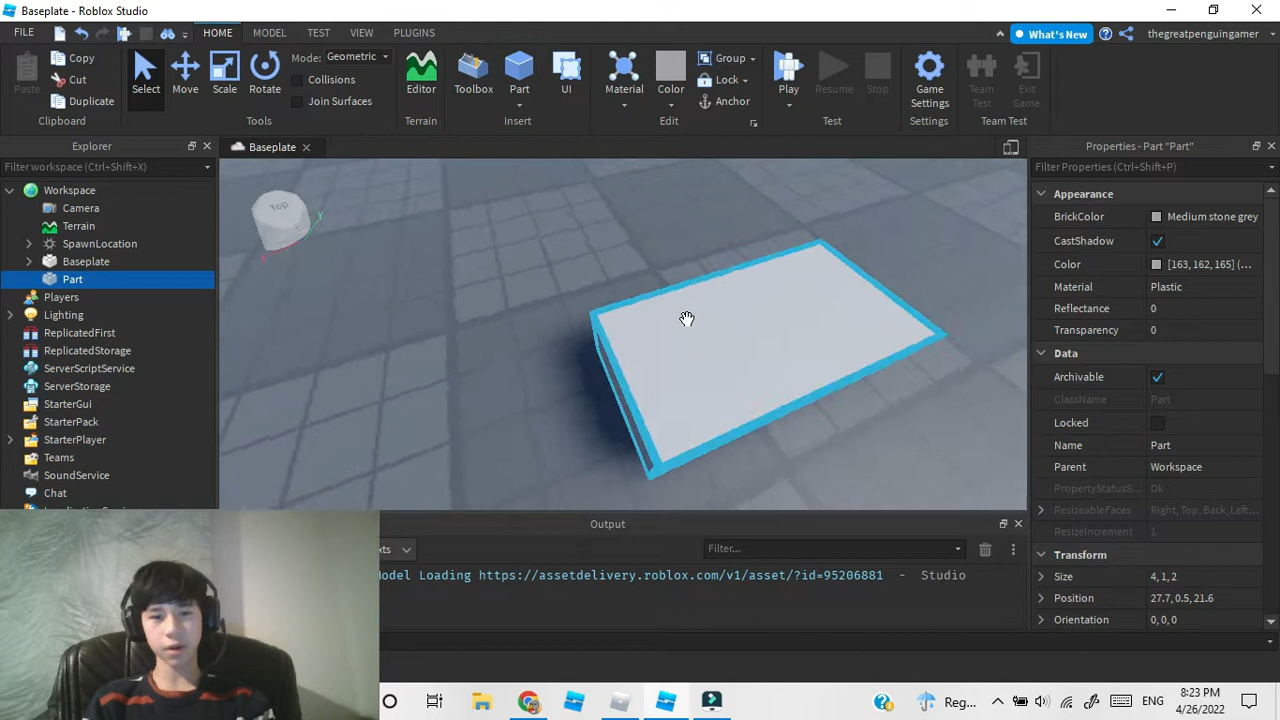 Baseplate - Roblox Studio
FILE HOME MODEL TEST VIEW PLUGINS What's New thegreatpenguingamer
Paste Copy Cut Duplicate Clipboard
Select Move Scale Rotate Mode: Geometric Collisions Join Surfaces Tools
Editor Terrain
Toolbox Part UI Insert
Material Color Group Lock Anchor Edit
Play Resume Stop Test
Game Settings Settings
Team Test Exit Game Team Test
Explorer
Filter workspace (Ctrl+Shift+X)
Workspace
Camera
Terrain
SpawnLocation
Baseplate
Part
Players
Lighting
ReplicatedFirst
ReplicatedStorage
ServerScriptService
ServerStorage
StarterGui
StarterPack
StarterPlayer
Teams
SoundService
Chat
Baseplate
Top
y
x
Output
xts Filter...
Model Loading https://assetdelivery.roblox.com/v1/asset/?id=95206881 - Studio
Properties - Part "Part"
Filter Properties (Ctrl+Shift+P)
Appearance
BrickColor Medium stone grey
CastShadow
Color [163, 162, 165] (...
Material Plastic
Reflectance 0
Transparency 0
Data
Archivable
ClassName Part
Locked
Name Part
Parent Workspace
PropertyStatusS... Ok
ResizeableFaces Right, Top, Back, Left...
ResizeIncrement 1
Transform
Size 4,1,2
Position 27.7,0.5,21.6
Orientation 0,0,0
Reg... ENG 8:23 PM
4/26/2022